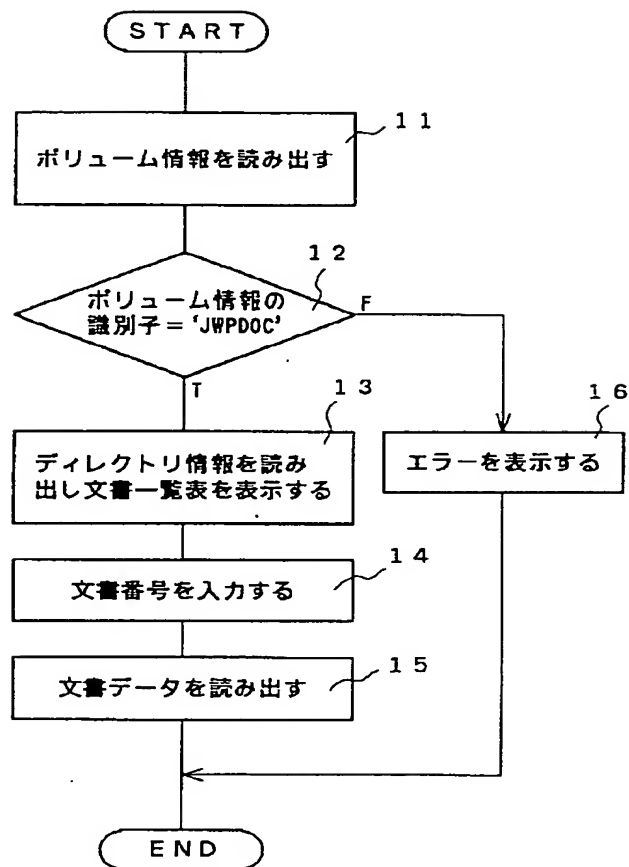 START
11
ボリューム情報を読み出す
12
ボリューム情報の
識別子='JWPDOC'
F
T
13
16
ディレクトリ情報を読み
出し文書一覧表を表示する
エラーを表示する
14
文書番号を入力する
15
文書データを読み出す
END